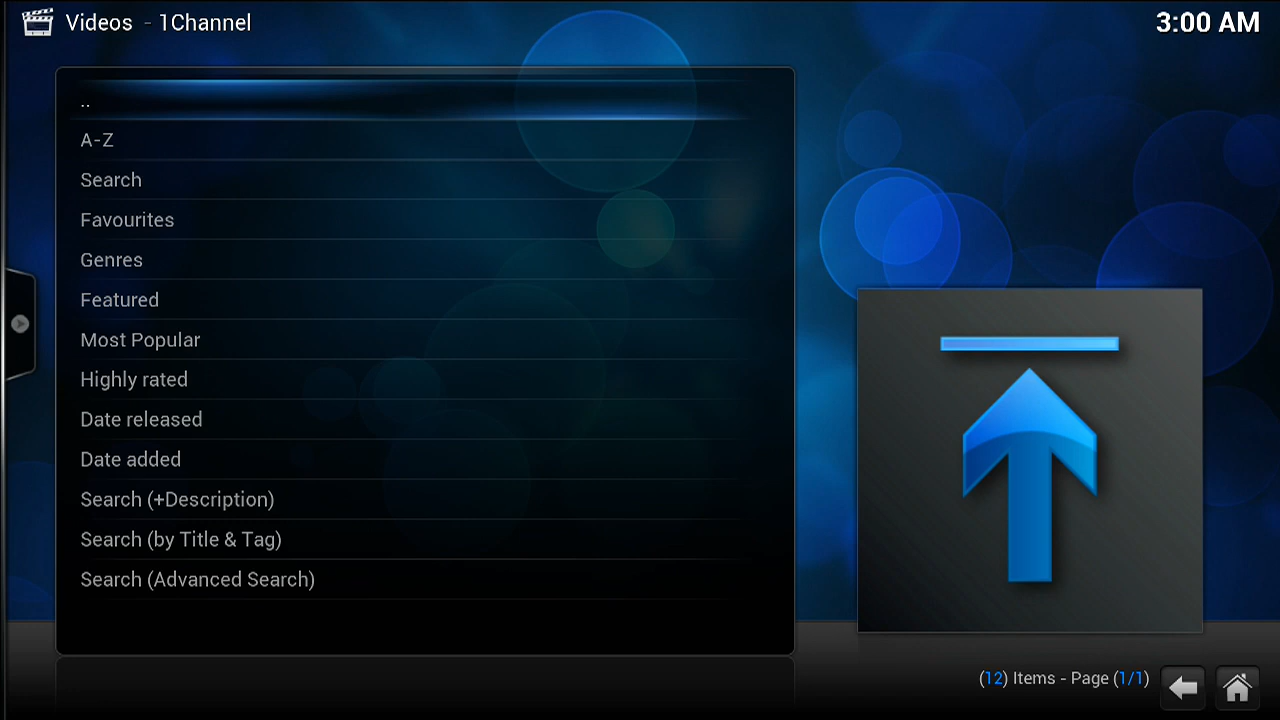 Videos - 1Channel
3:00 AM
..
A-Z
Search
Favourites
Genres
Featured
Most Popular
Highly rated
Date released
Date added
Search (+Description)
Search (by Title & Tag)
Search (Advanced Search)
(12) Items - Page (1/1)